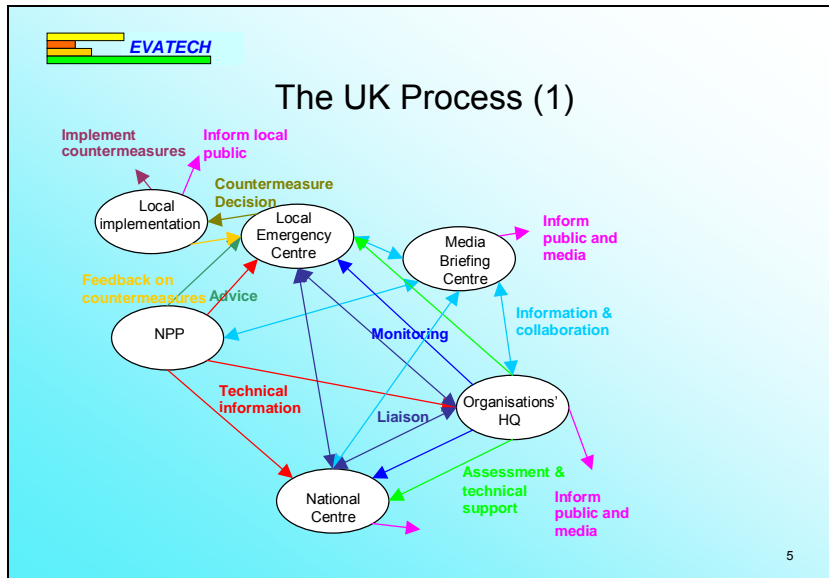 EVATECH
The UK Process (1)
Implement
countermeasures
Inform local
public
Countermeasure
Decision
Local
implementation
Local
Emergency
Centre
Media
Briefing
Centre
Inform
public and
media
Feedback on
countermeasures
Advice
NPP
Monitoring
Information &
collaboration
Technical
information
Liaison
Organisations'
HQ
Assessment &
technical
support
National
Centre
Inform
public and
media
5